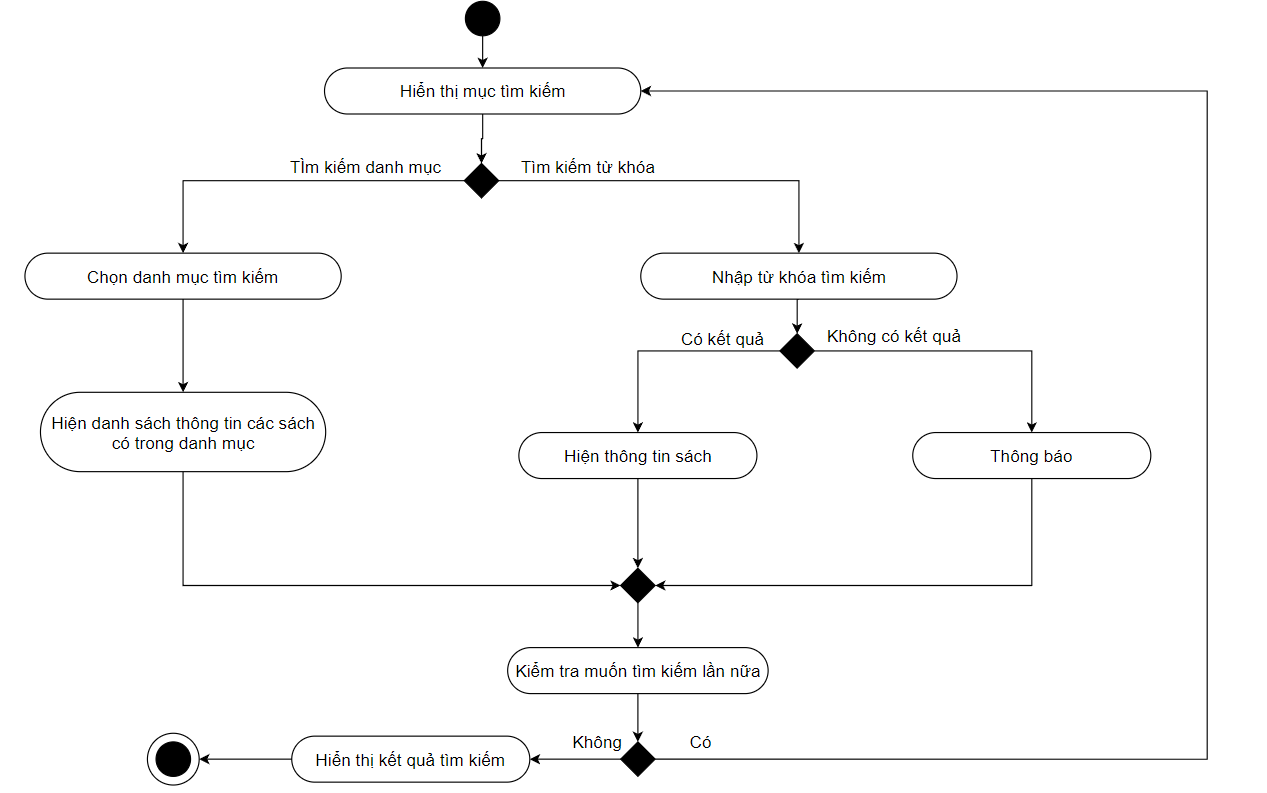 Hiển thị mục tìm kiếm
TÌm kiếm danh mục
Tìm kiếm từ khóa
Chọn danh mục tìm kiếm
Nhập từ khóa tìm kiếm
Có kết quả
Không có kết quả
Hiện danh sách thông tin các sách
có trong danh mục
Hiện thông tin sách
Thông báo
Kiểm tra muốn tìm kiếm lần nữa
Không
Có
Hiển thị kết quả tìm kiếm